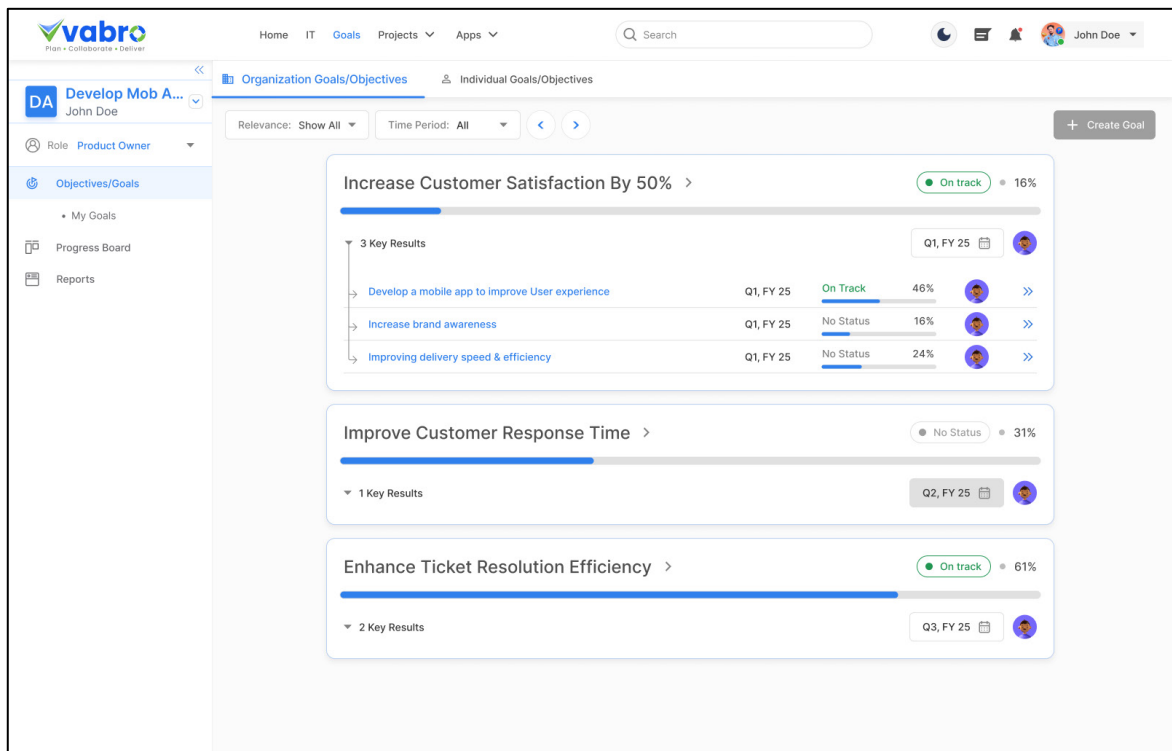 vabro
Plan • Collaborate • Deliver
Home IT Goals Projects Apps Search John Doe
DA Develop Mob A...
John Doe
Role Product Owner
Objectives/Goals
• My Goals
Progress Board
Reports
Organization Goals/Objectives Individual Goals/Objectives
Relevance: Show All Time Period: All + Create Goal
Increase Customer Satisfaction By 50% > On track 16%
3 Key Results Q1, FY 25
Develop a mobile app to improve User experience Q1, FY 25 On Track 46%
Increase brand awareness Q1, FY 25 No Status 16%
Improving delivery speed & efficiency Q1, FY 25 No Status 24%
Improve Customer Response Time > No Status 31%
1 Key Results Q2, FY 25
Enhance Ticket Resolution Efficiency > On track 61%
2 Key Results Q3, FY 25